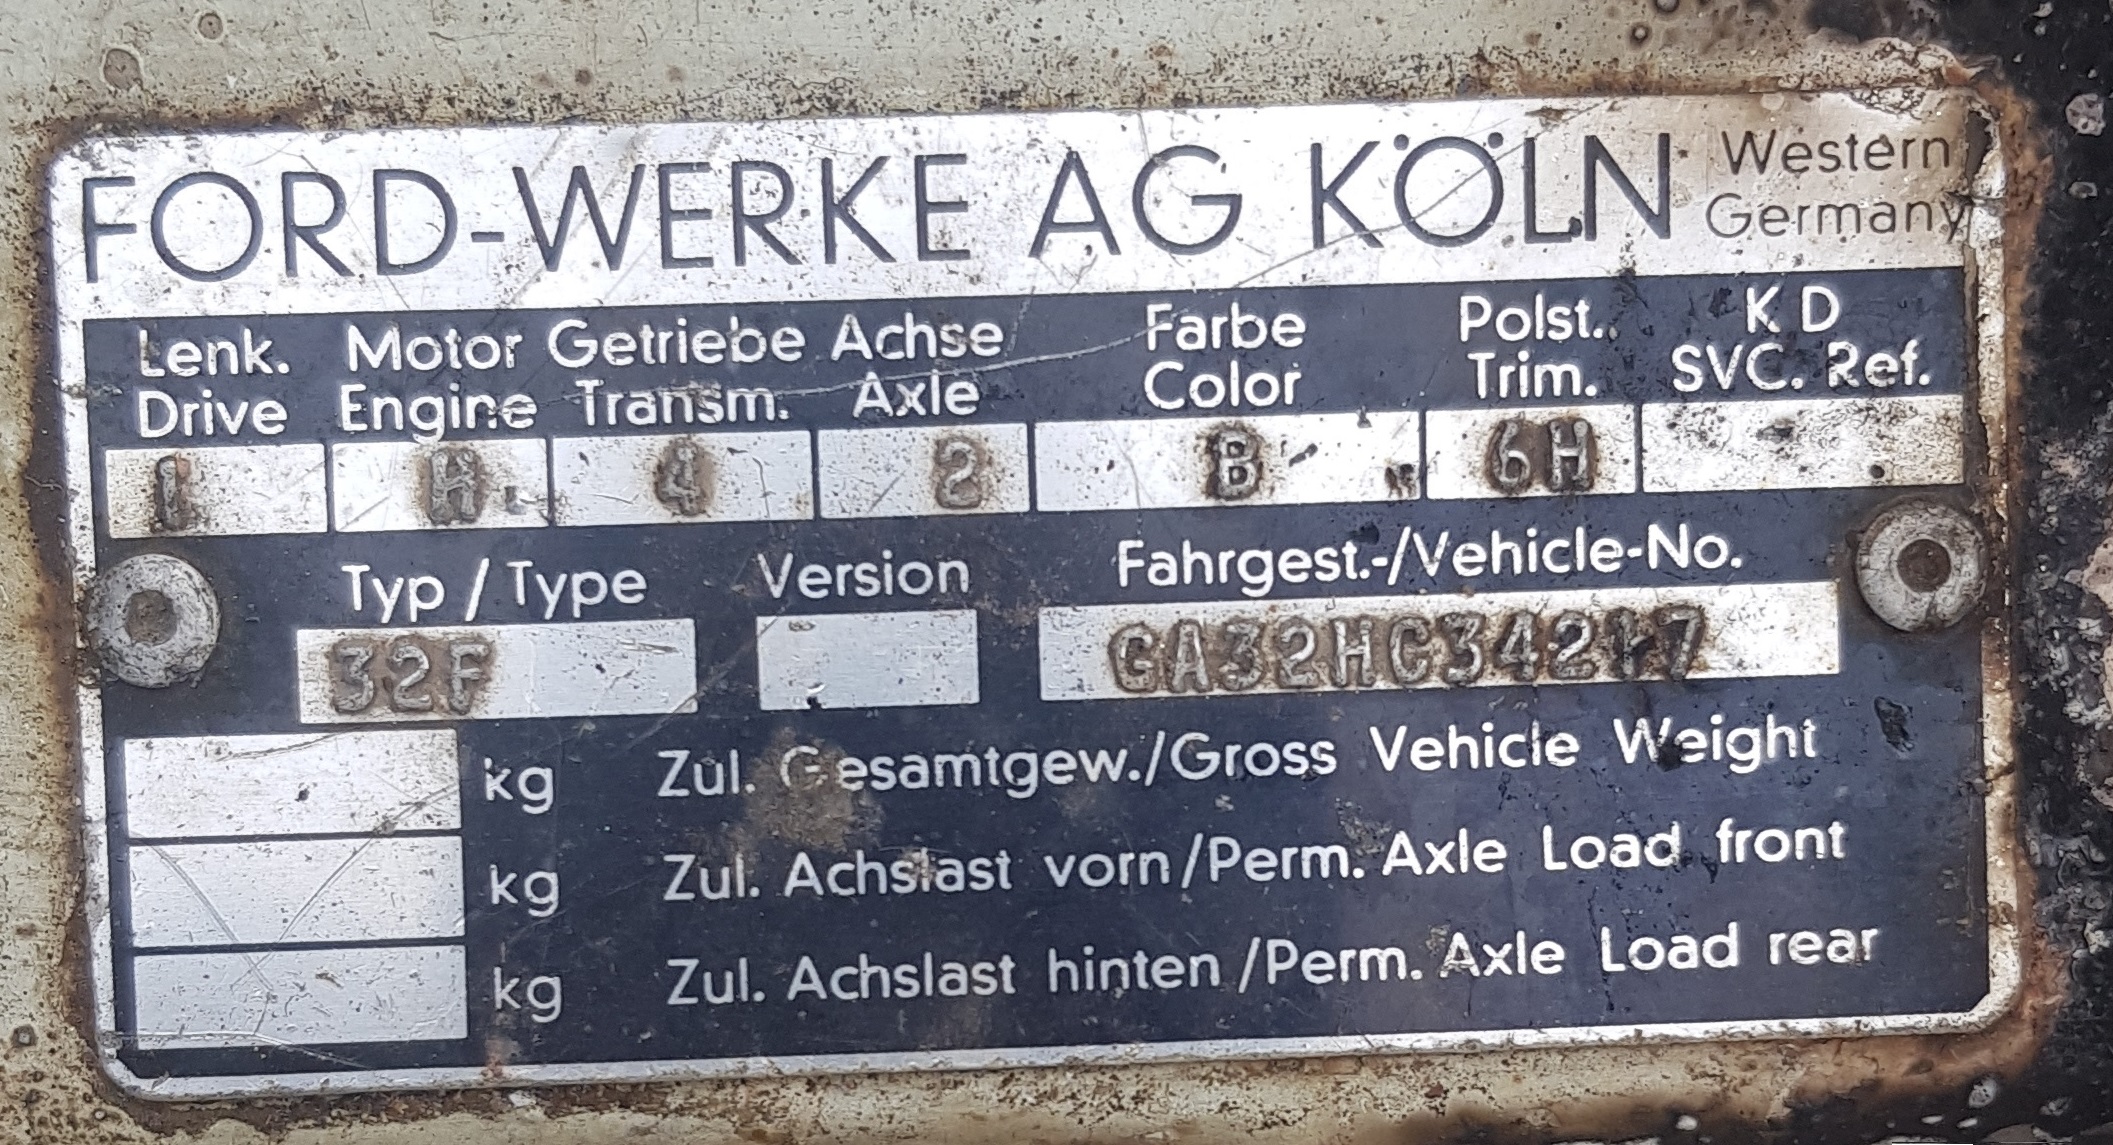 FORD-WERKE AG KÖLN Western Germany
Lenk. Motor Getriebe Achse Farbe Polst. KD
Drive Engine Transm. Axle Color Trim. SVC. Ref.
1 H 4 2 B 6H
Typ / Type Version Fahrgest.-/Vehicle-No.
32F GA32HC34217
kg Zul. Gesamtgew./Gross Vehicle Weight
kg Zul. Achslast vorn/Perm. Axle Load front
kg Zul. Achslast hinten/Perm. Axle Load rear